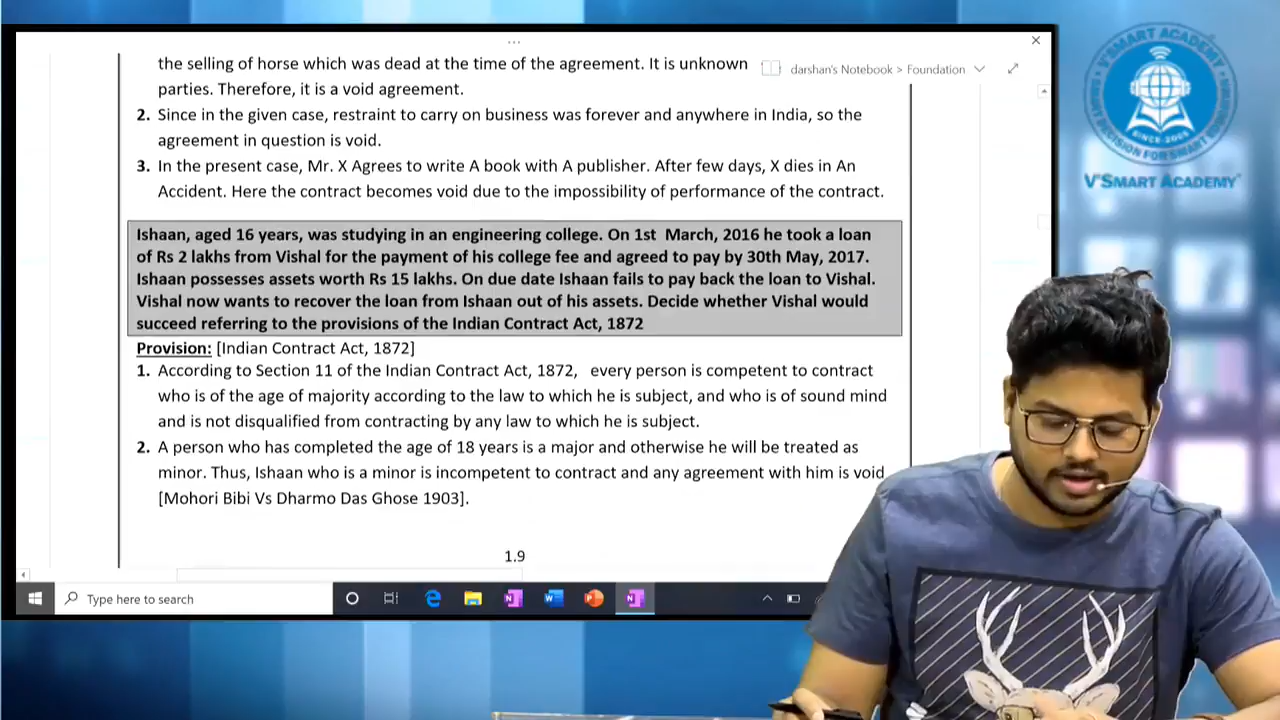 the selling of horse which was dead at the time of the agreement. It is unknown
darshan's Notebook > Foundation
parties. Therefore, it is a void agreement.
2. Since in the given case, restraint to carry on business was forever and anywhere in India, so the
agreement in question is void.
3. In the present case, Mr. X Agrees to write A book with A publisher. After few days, X dies in An
Accident. Here the contract becomes void due to the impossibility of performance of the contract.
Ishaan, aged 16 years, was studying in an engineering college. On 1st March, 2016 he took a loan
of Rs 2 lakhs from Vishal for the payment of his college fee and agreed to pay by 30th May, 2017.
Ishaan possesses assets worth Rs 15 lakhs. On due date Ishaan fails to pay back the loan to Vishal.
Vishal now wants to recover the loan from Ishaan out of his assets. Decide whether Vishal would
succeed referring to the provisions of the Indian Contract Act, 1872
Provision: [Indian Contract Act, 1872]
1. According to Section 11 of the Indian Contract Act, 1872, every person is competent to contract
who is of the age of majority according to the law to which he is subject, and who is of sound mind
and is not disqualified from contracting by any law to which he is subject.
2. A person who has completed the age of 18 years is a major and otherwise he will be treated as
minor. Thus, Ishaan who is a minor is incompetent to contract and any agreement with him is void
[Mohori Bibi Vs Dharmo Das Ghose 1903].
1.9
Type here to search
V'SMART ACADEMY
SINCE-2005
V'SMART ACADEMY